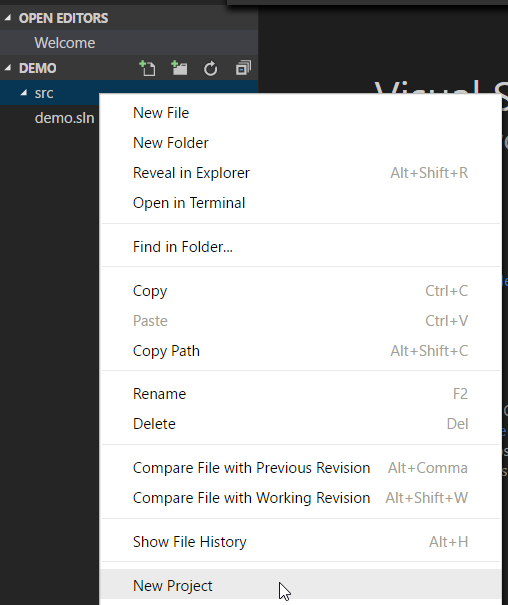 OPEN EDITORS
Welcome
DEMO
src
demo.sln
Visual S
New File
New Folder
Reveal in Explorer Alt+Shift+R
Open in Terminal
Find in Folder...
Copy Ctrl+C
Paste Ctrl+V
Copy Path Alt+Shift+C
Rename F2
Delete Del
Compare File with Previous Revision Alt+Comma
Compare File with Working Revision Alt+Shift+W
Show File History Alt+H
New Project